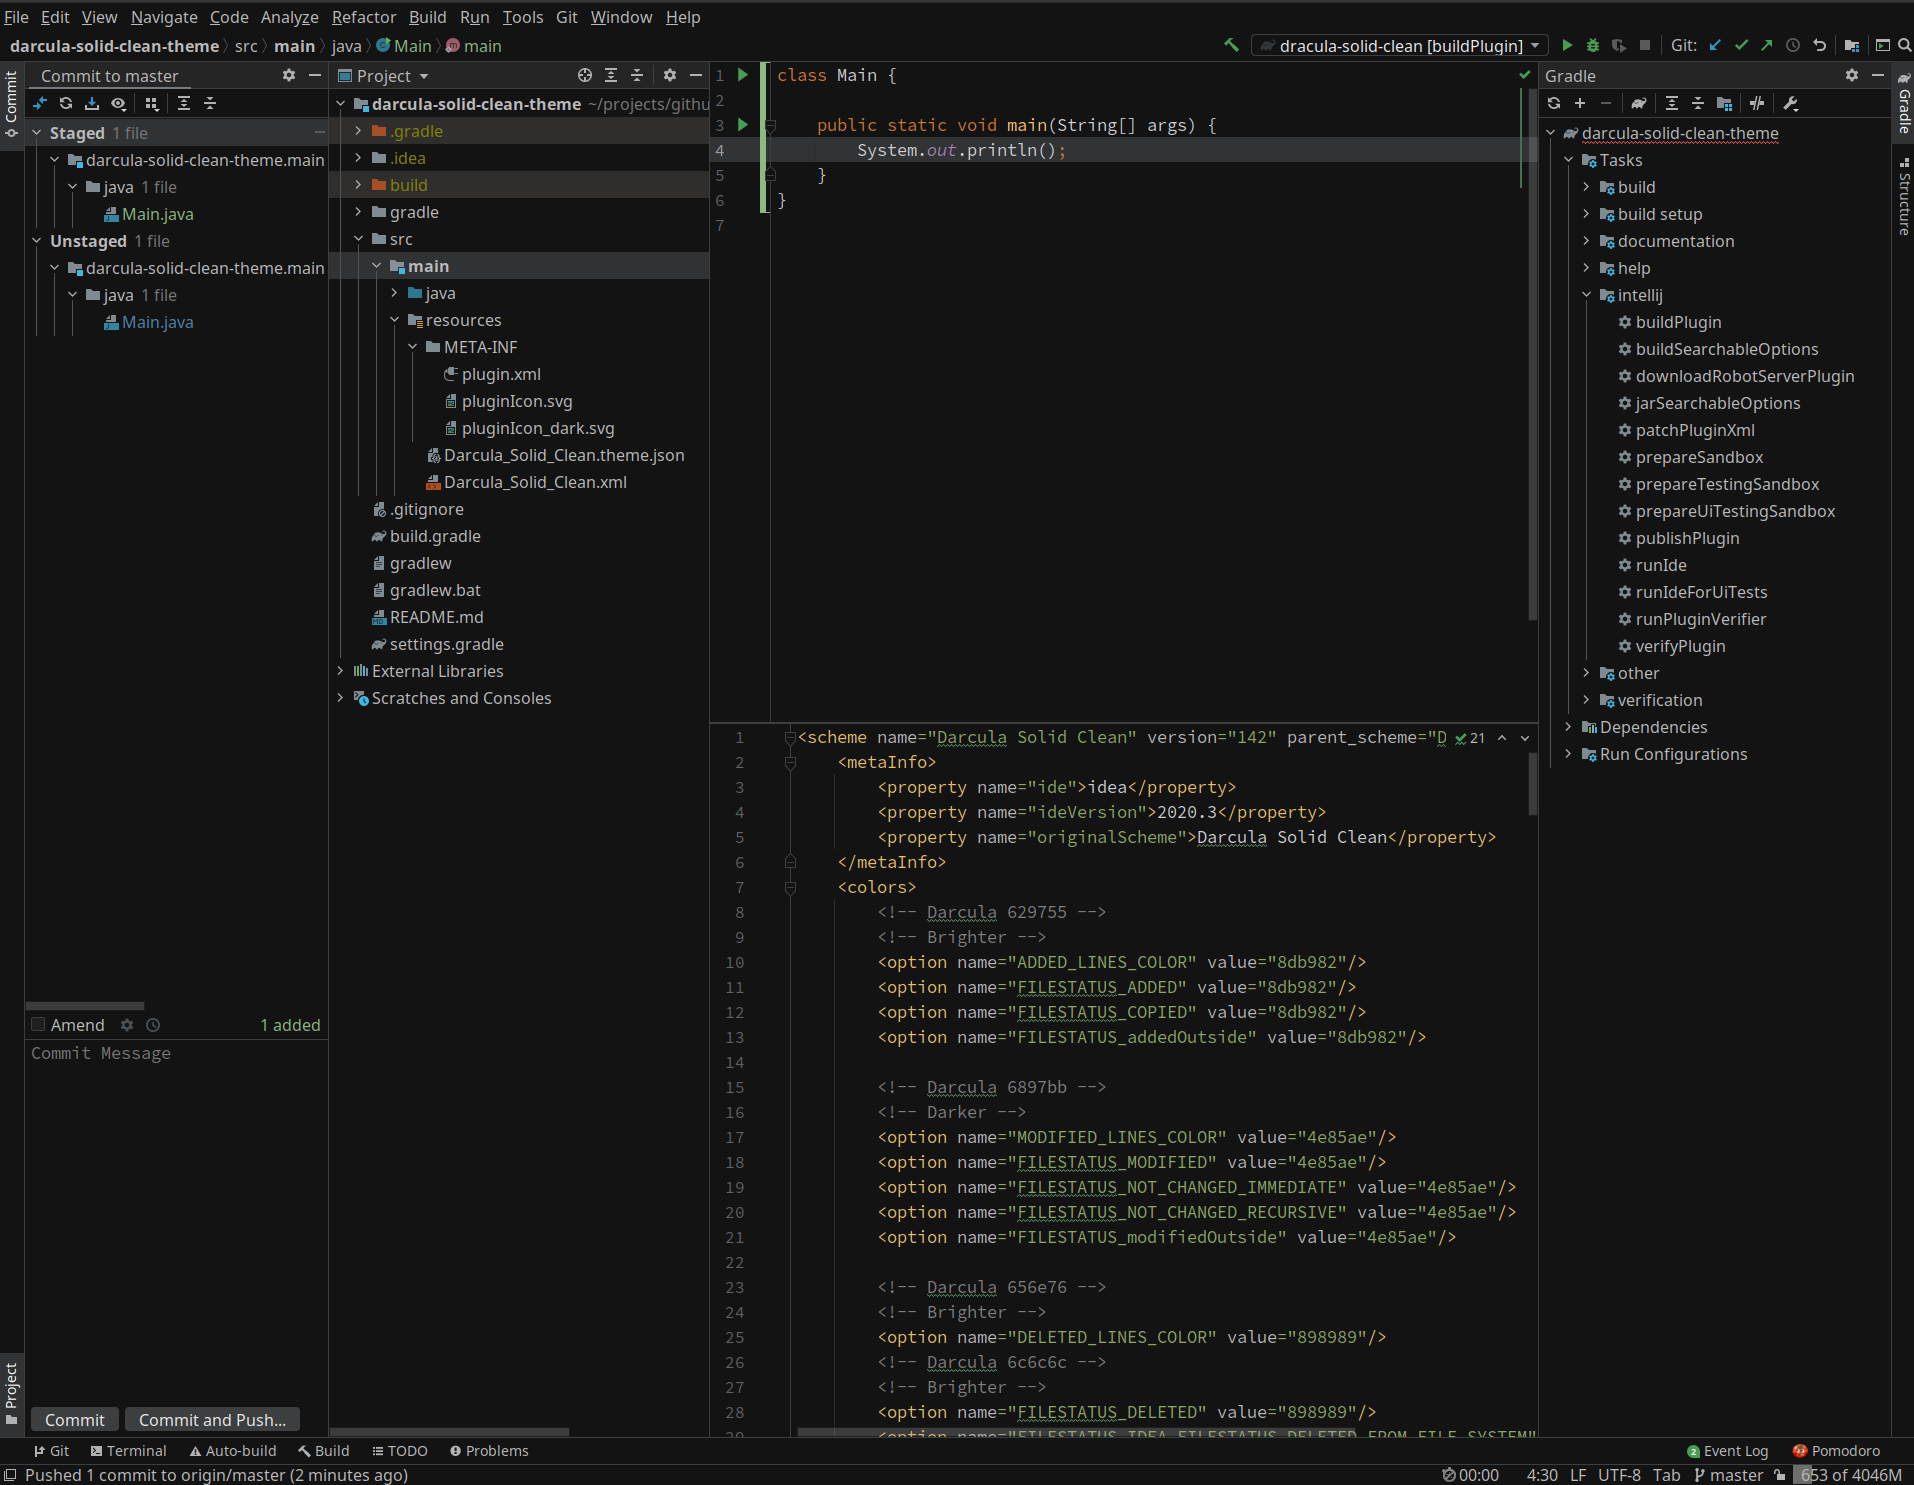 File Edit View Navigate Code Analyze Refactor Build Run Tools Git Window Help
darcula-solid-clean-theme src main java Main main
dracula-solid-clean [buildPlugin] Git:
Commit
Project
Commit to master
Staged 1 file
darcula-solid-clean-theme.main
java 1 file
Main.java
Unstaged 1 file
darcula-solid-clean-theme.main
java 1 file
Main.java
Amend 1 added
Commit Message
Commit Commit and Push...
Project
darcula-solid-clean-theme ~/projects/githu
.gradle
.idea
build
gradle
src
main
java
resources
META-INF
plugin.xml
pluginIcon.svg
pluginIcon_dark.svg
Darcula_Solid_Clean.theme.json
Darcula_Solid_Clean.xml
.gitignore
build.gradle
gradlew
gradlew.bat
README.md
settings.gradle
External Libraries
Scratches and Consoles
1 class Main {
2
3 public static void main(String[] args) {
4 System.out.println();
5 }
6 }
7
1 <scheme name="Darcula Solid Clean" version="142" parent_scheme="D 21
2 <metaInfo>
3 <property name="ide">idea</property>
4 <property name="ideVersion">2020.3</property>
5 <property name="originalScheme">Darcula Solid Clean</property>
6 </metaInfo>
7 <colors>
8 <!-- Darcula 629755 -->
9 <!-- Brighter -->
10 <option name="ADDED_LINES_COLOR" value="8db982"/>
11 <option name="FILESTATUS_ADDED" value="8db982"/>
12 <option name="FILESTATUS_COPIED" value="8db982"/>
13 <option name="FILESTATUS_addedOutside" value="8db982"/>
14
15 <!-- Darcula 6897bb -->
16 <!-- Darker -->
17 <option name="MODIFIED_LINES_COLOR" value="4e85ae"/>
18 <option name="FILESTATUS_MODIFIED" value="4e85ae"/>
19 <option name="FILESTATUS_NOT_CHANGED_IMMEDIATE" value="4e85ae"/>
20 <option name="FILESTATUS_NOT_CHANGED_RECURSIVE" value="4e85ae"/>
21 <option name="FILESTATUS_modifiedOutside" value="4e85ae"/>
22
23 <!-- Darcula 656e76 -->
24 <!-- Brighter -->
25 <option name="DELETED_LINES_COLOR" value="898989"/>
26 <!-- Darcula 6c6c6c -->
27 <!-- Brighter -->
28 <option name="FILESTATUS_DELETED" value="898989"/>
29 <option name="FILESTATUS_IDEA_FILESTATUS_DELETED_FROM_FILE_SYSTEM"
Gradle
darcula-solid-clean-theme
Tasks
build
build setup
documentation
help
intellij
buildPlugin
buildSearchableOptions
downloadRobotServerPlugin
jarSearchableOptions
patchPluginXml
prepareSandbox
prepareTestingSandbox
prepareUiTestingSandbox
publishPlugin
runIde
runIdeForUiTests
runPluginVerifier
verifyPlugin
other
verification
Dependencies
Run Configurations
Gradle
Structure
Git Terminal Auto-build Build TODO Problems
2 Event Log Pomodoro
Pushed 1 commit to origin/master (2 minutes ago)
00:00 4:30 LF UTF-8 Tab master 653 of 4046M